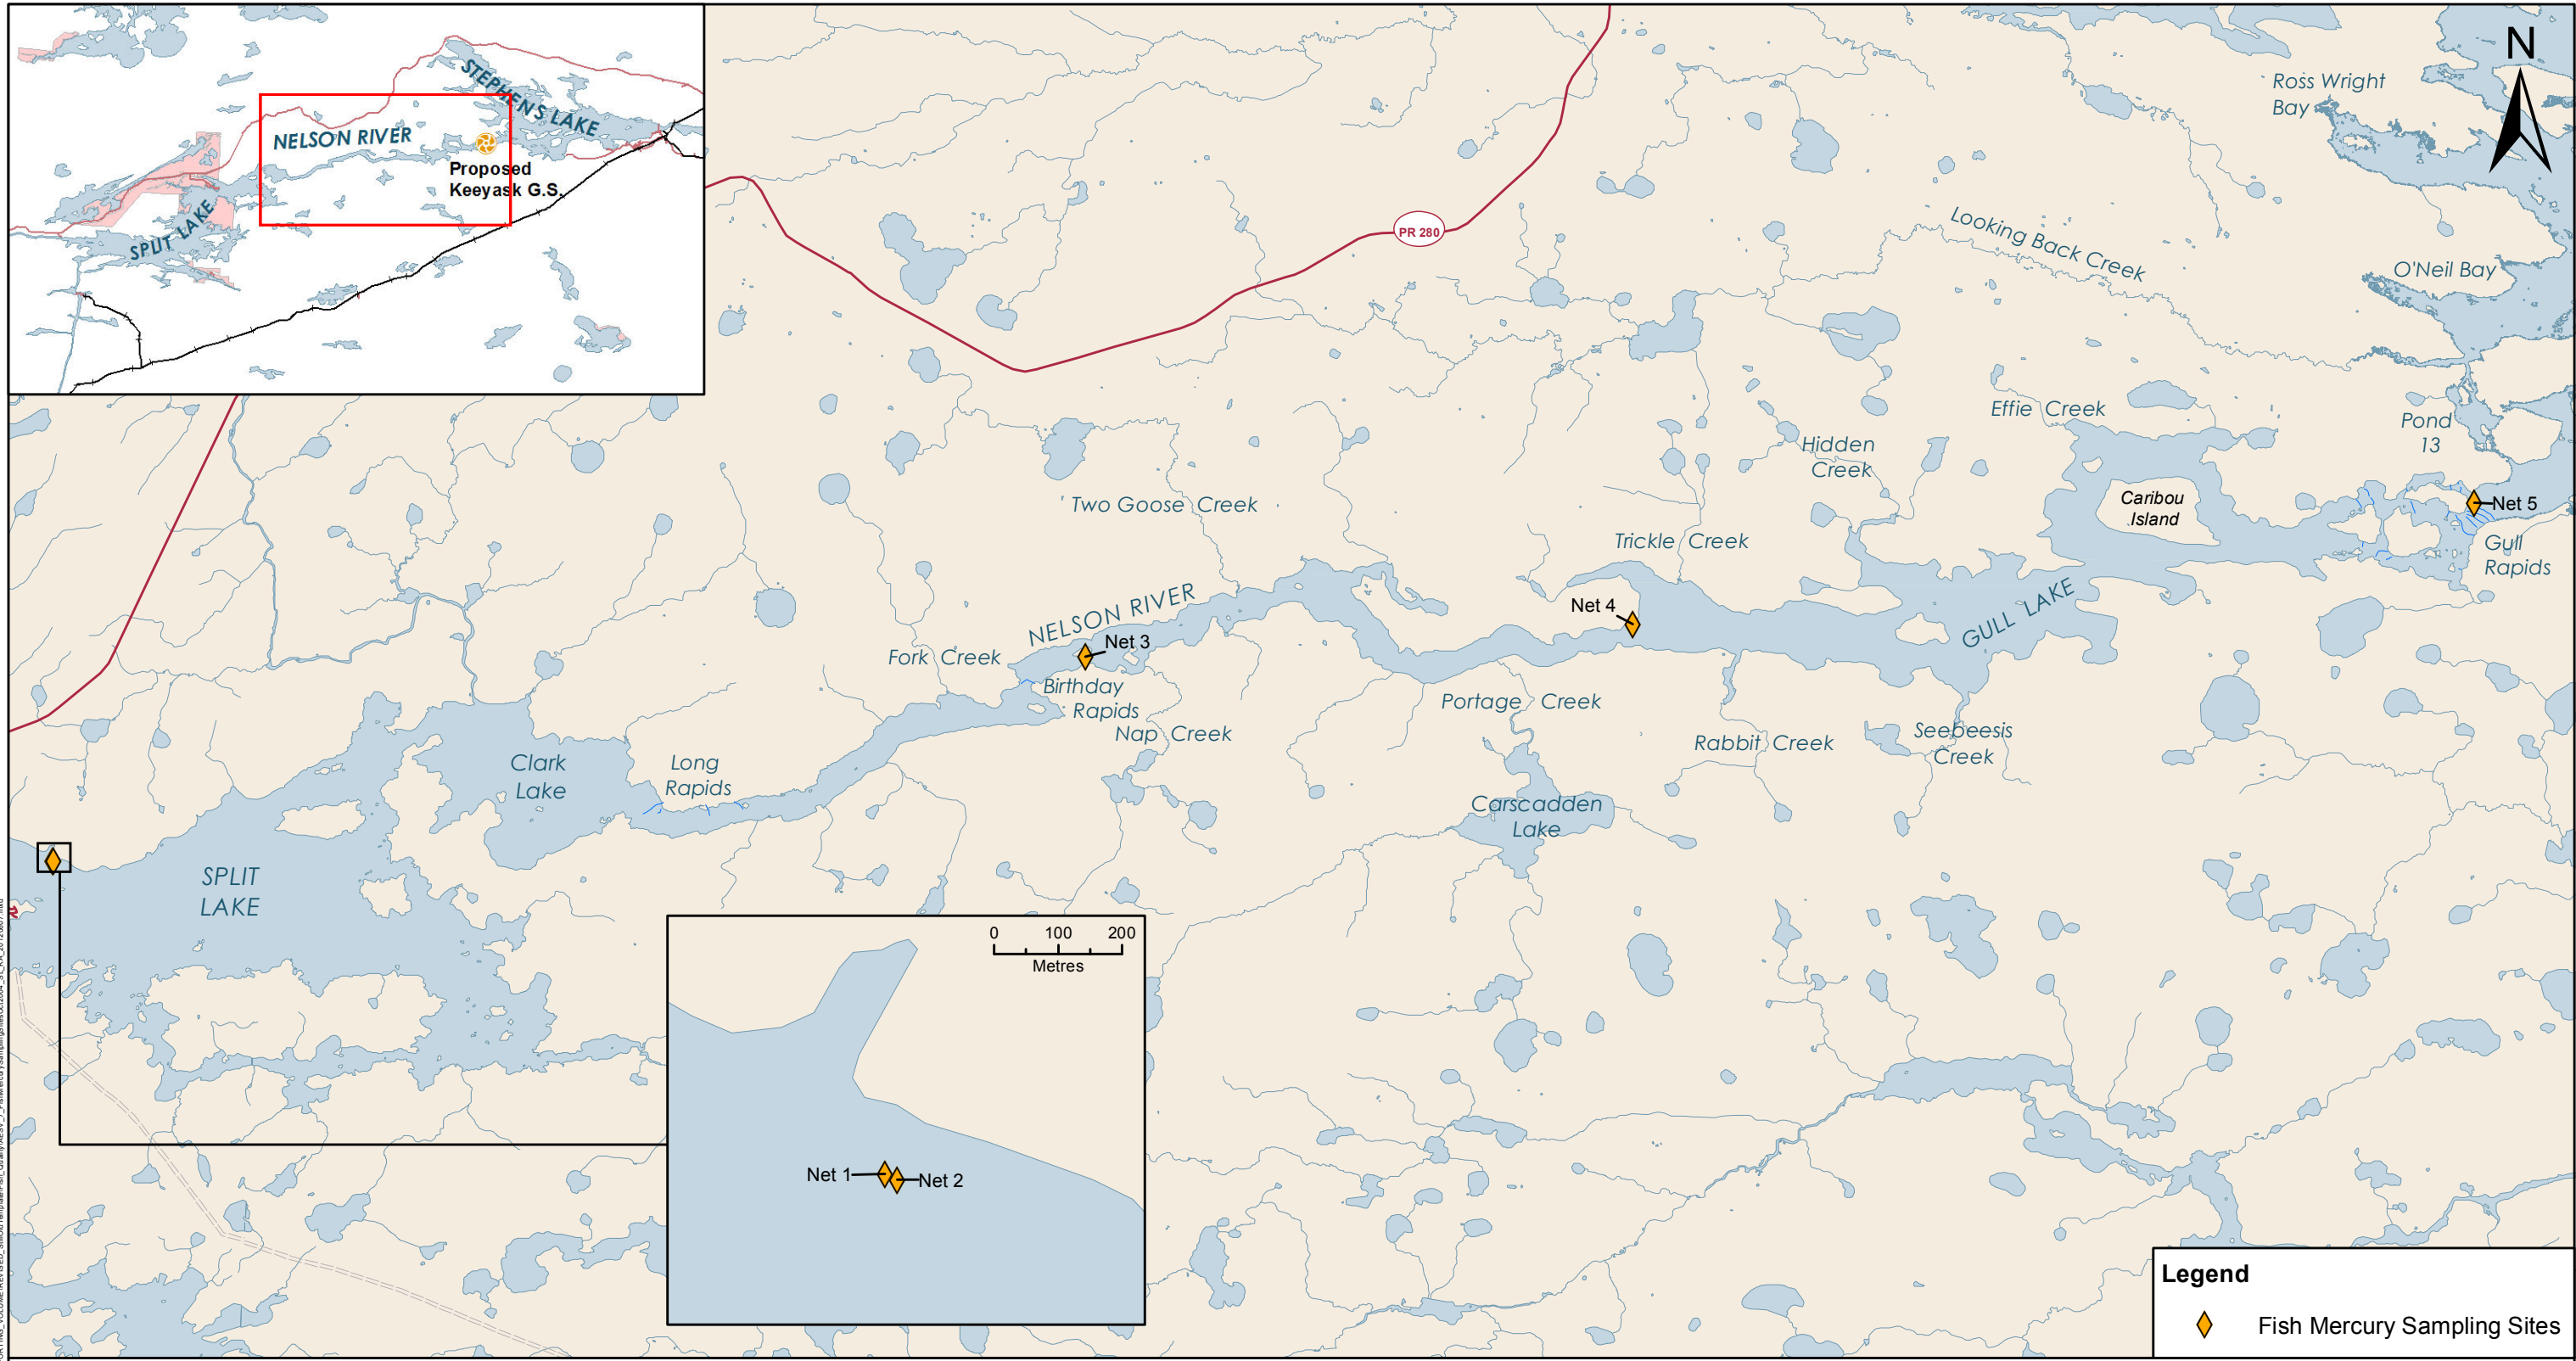 STEPHENS LAKE
NELSON RIVER
Proposed
Keeyask G.S.
SPLIT LAKE
N
Ross Wright
Bay
PR 280
Looking Back Creek
O'Neil Bay
Effie Creek
Pond
13
Hidden
Creek
Caribou
Island
Two Goose Creek
Net 5
Trickle Creek
Gull
Rapids
NELSON RIVER
Net 4
GULL LAKE
Net 3
Fork Creek
Birthday
Rapids
Portage Creek
Nap Creek
Seebeesis
Creek
Rabbit Creek
Clark
Lake
Long
Rapids
Carscadden
Lake
SPLIT
LAKE
0 100 200
Metres
Net 1
Net 2
Legend
Fish Mercury Sampling Sites